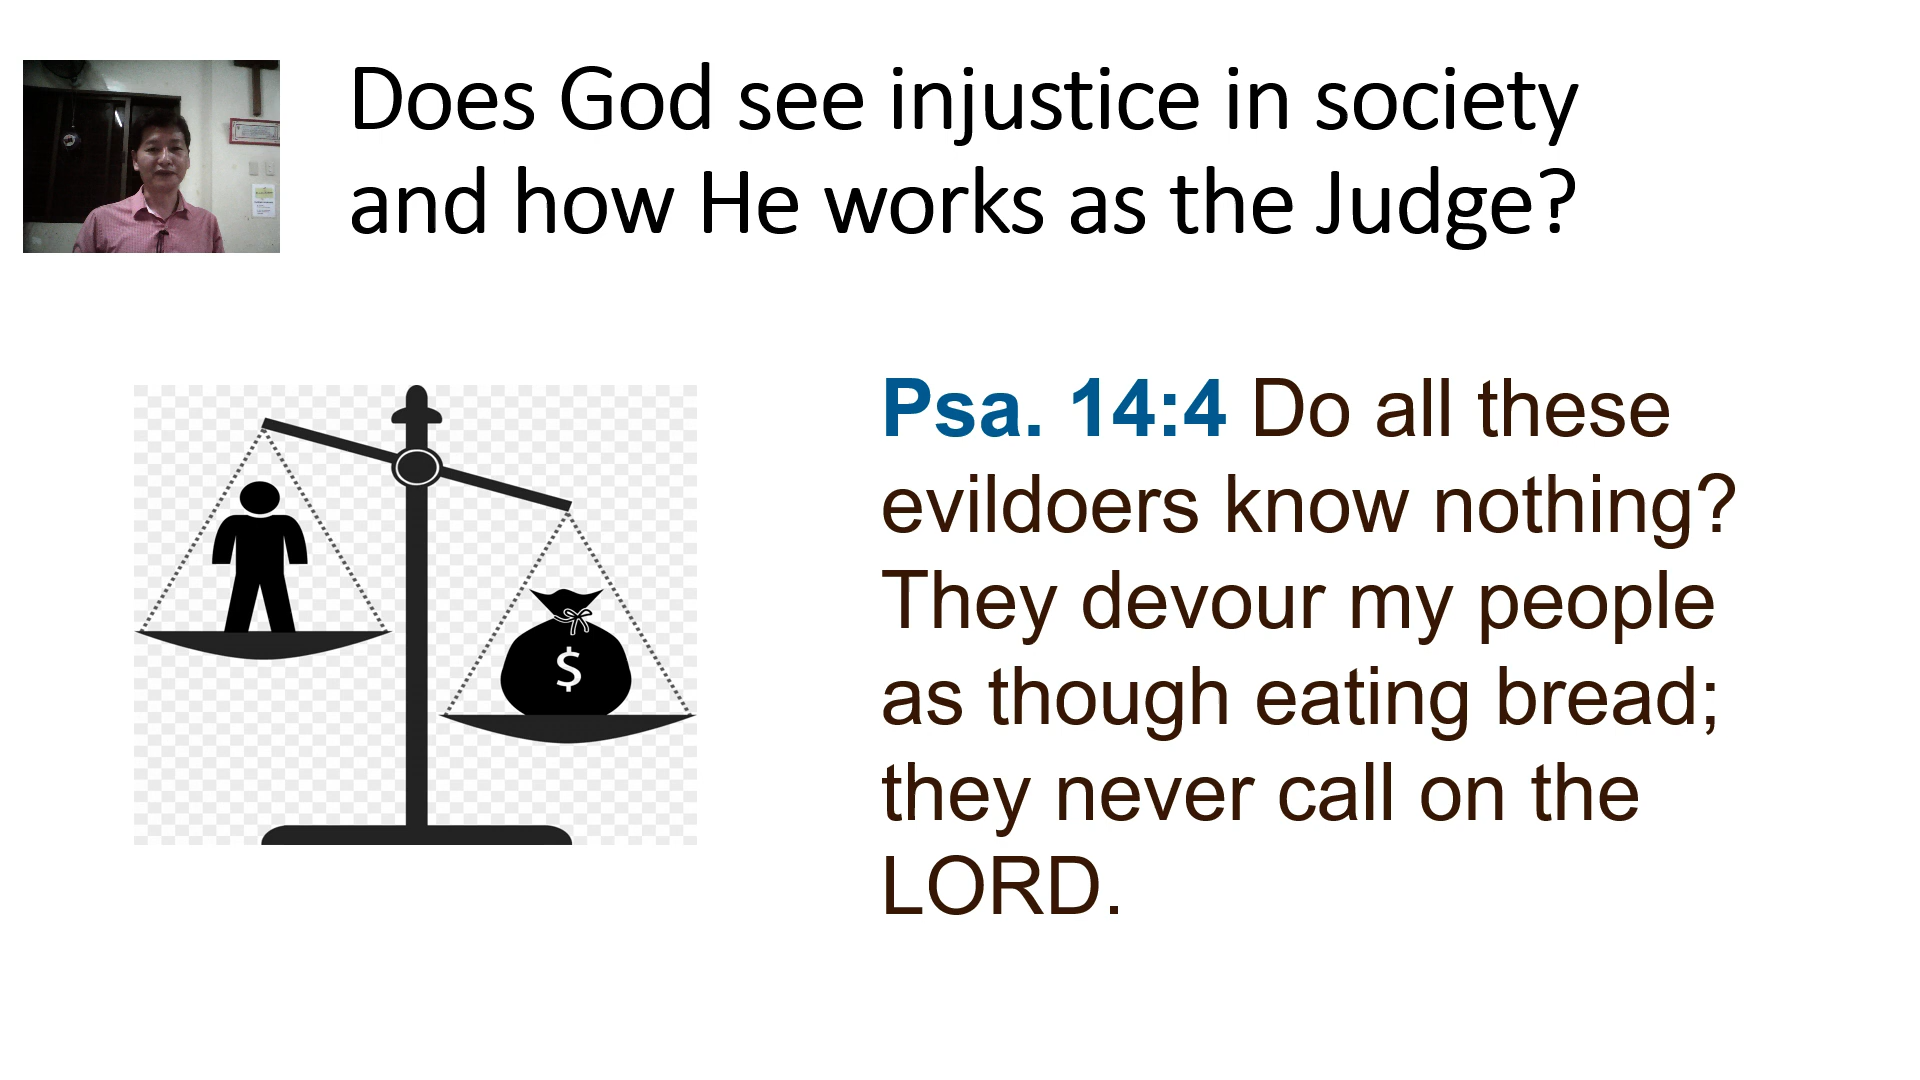 Does God see injustice in society
and how He works as the Judge?
$
Psa. 14:4 Do all these
evildoers know nothing?
They devour my people
as though eating bread;
they never call on the
LORD.